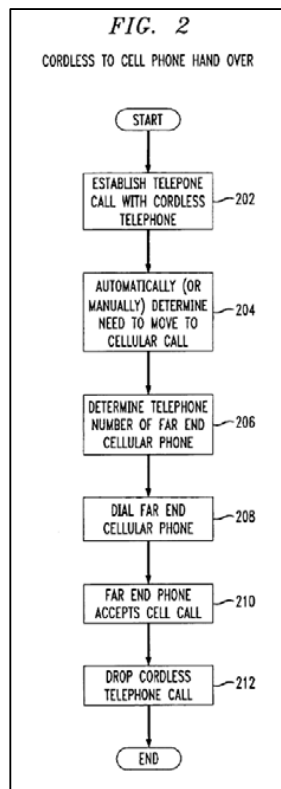 FIG. 2
CORDLESS TO CELL PHONE HAND OVER
START
ESTABLISH TELEPONE
CALL WITH CORDLESS
TELEPHONE
202
AUTOMATICALLY (OR
MANUALLY) DETERMINE
NEED TO MOVE TO
CELLULAR CALL
204
DETERMINE TELEPHONE
NUMBER OF FAR END
CELLULAR PHONE
206
DIAL FAR END
CELLULAR PHONE
208
FAR END PHONE
ACCEPTS CELL CALL
210
DROP CORDLESS
TELEPHONE CALL
212
END